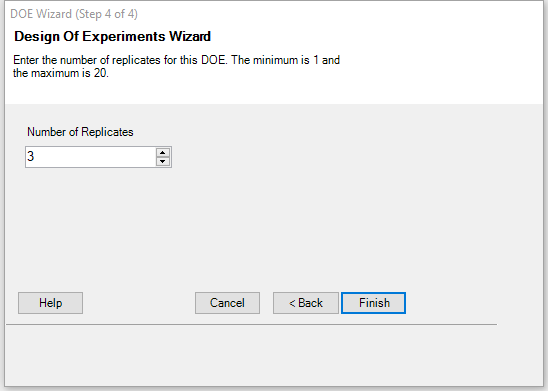 DOE Wizard (Step 4 of 4)
Design Of Experiments Wizard
Enter the number of replicates for this DOE. The minimum is 1 and
the maximum is 20.
Number of Replicates
3
Help
Cancel
< Back
Finish